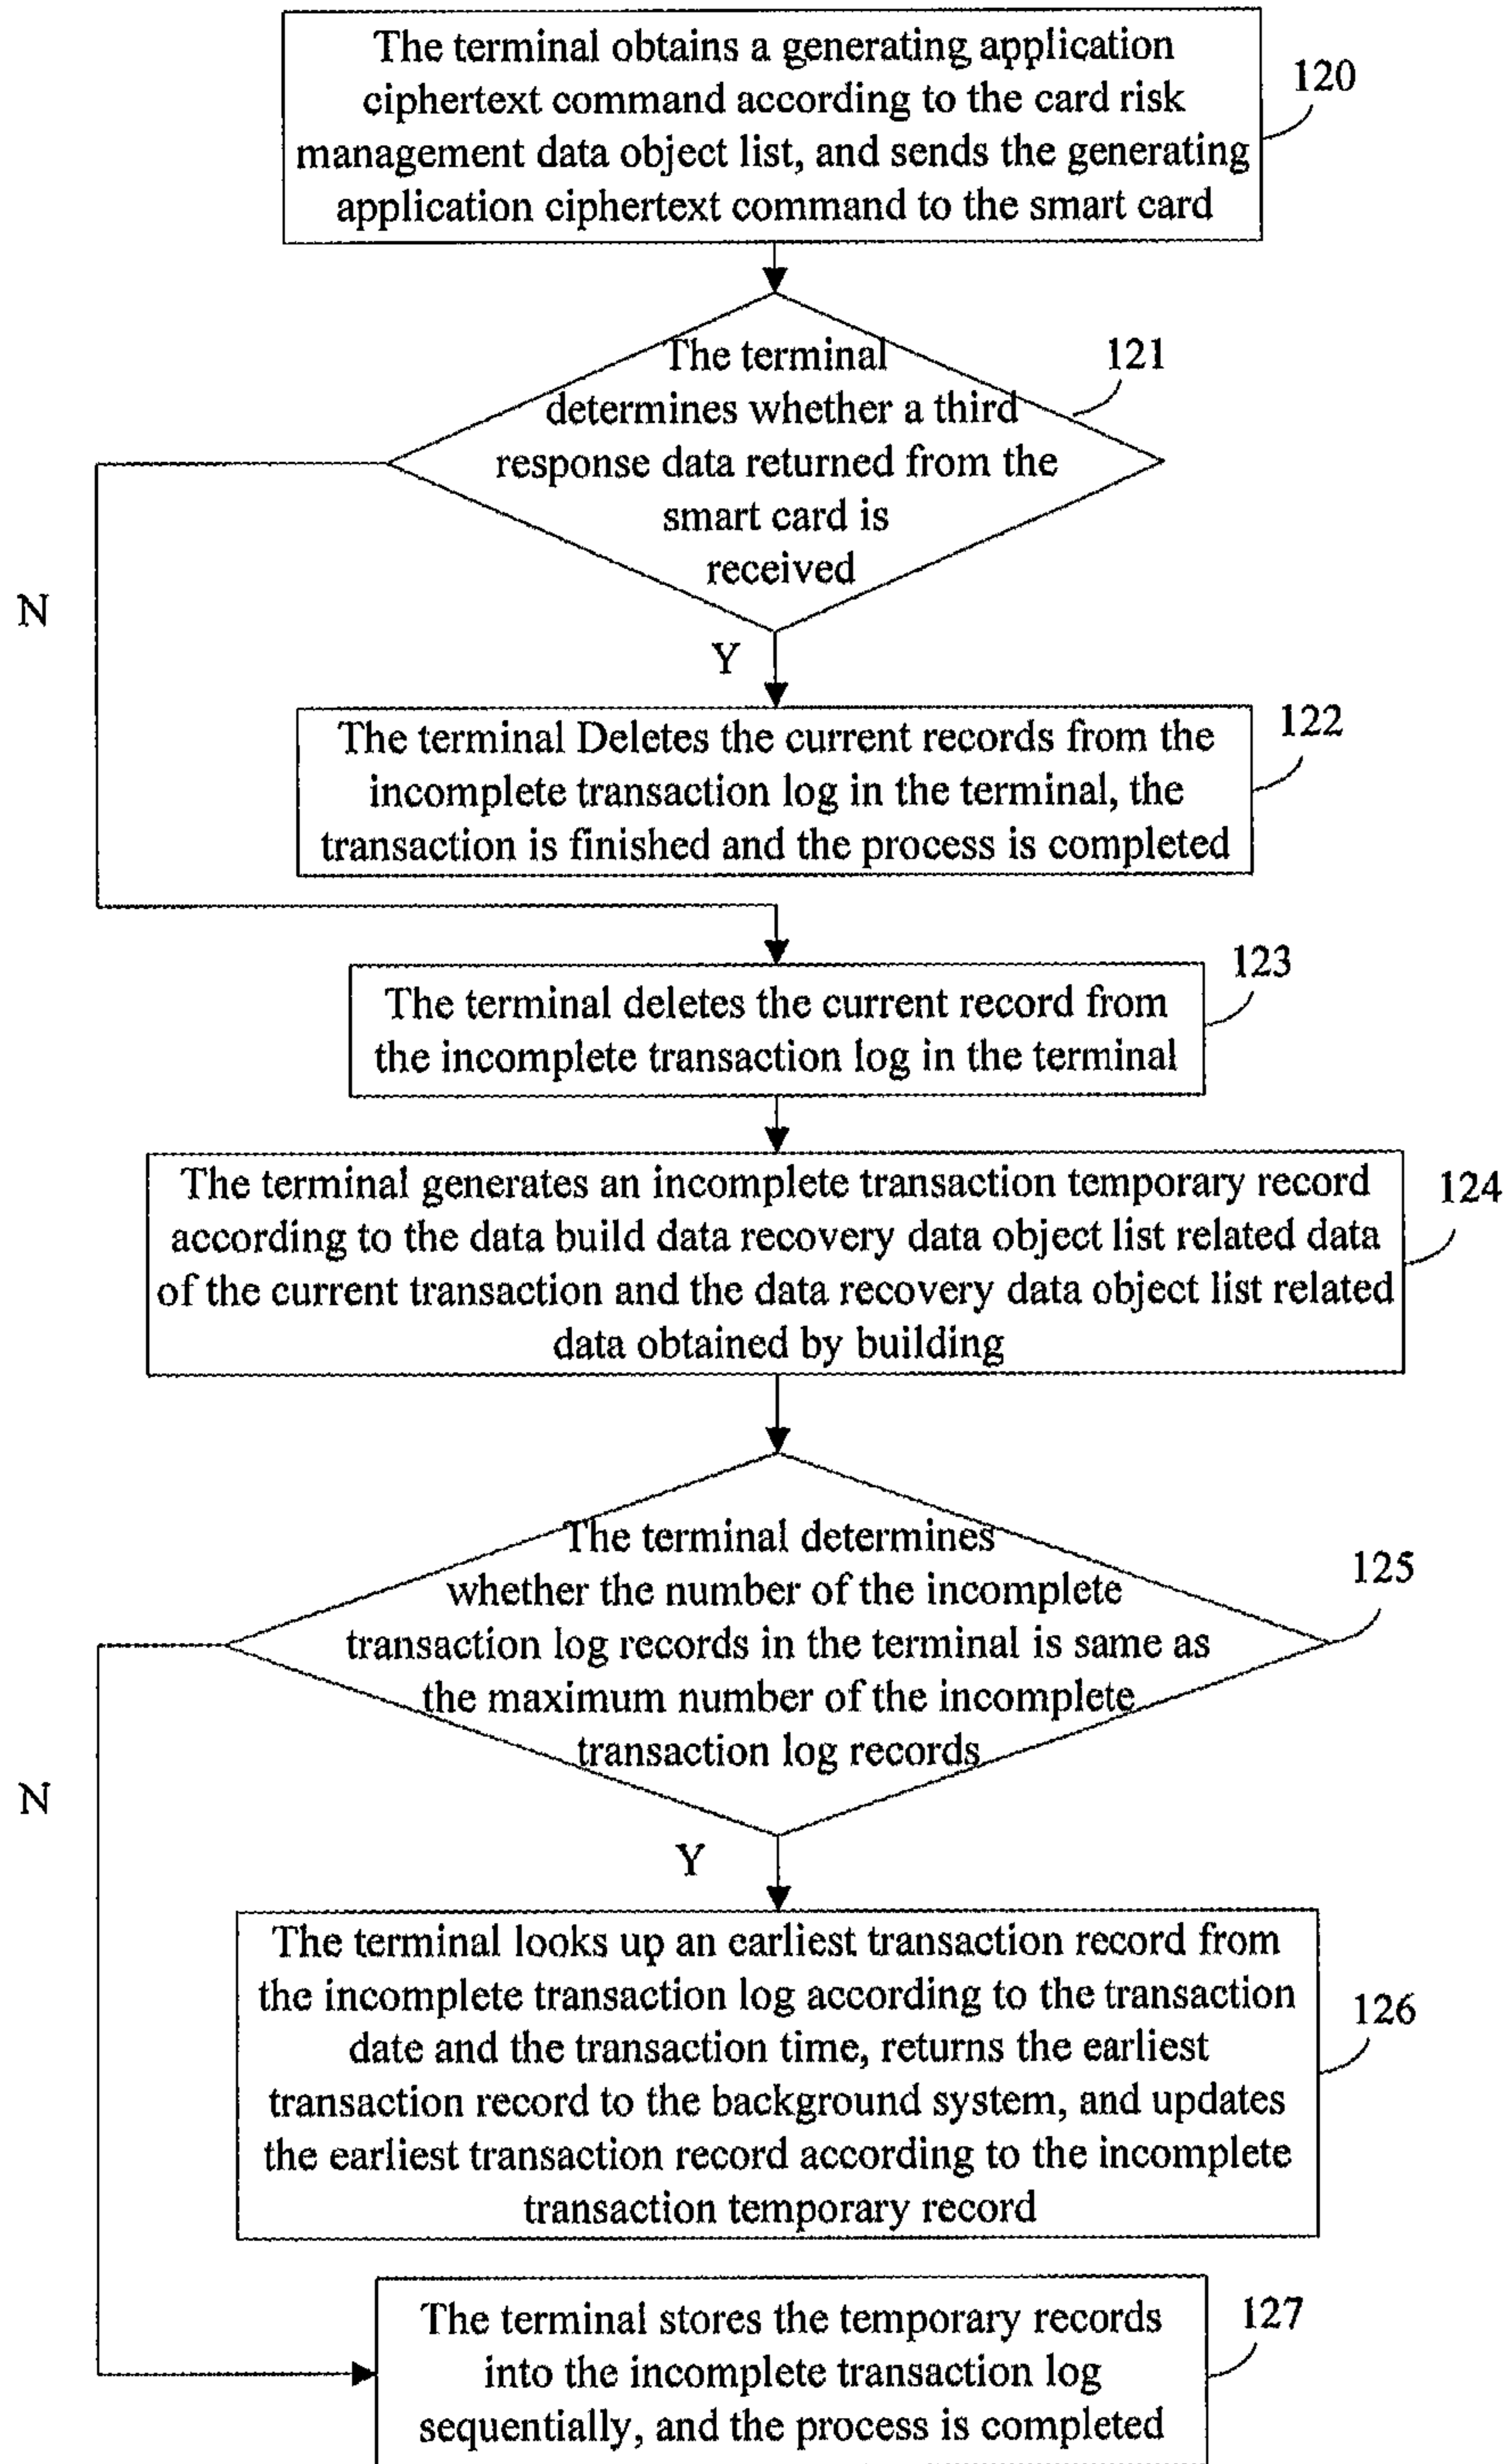 The terminal obtains a generating application
ciphertext command according to the card risk
management data object list, and sends the generating
application ciphertext command to the smart card
120
The terminal
determines whether a third
response data returned from the
smart card is
received
121
N
Y
The terminal Deletes the current records from the
incomplete transaction log in the terminal, the
transaction is finished and the process is completed
122
The terminal deletes the current record from
the incomplete transaction log in the terminal
123
The terminal generates an incomplete transaction temporary record
according to the data build data recovery data object list related data
of the current transaction and the data recovery data object list related
data obtained by building
124
The terminal determines
whether the number of the incomplete
transaction log records in the terminal is same as
the maximum number of the incomplete
transaction log records
125
N
Y
The terminal looks up an earliest transaction record from
the incomplete transaction log according to the transaction
date and the transaction time, returns the earliest
transaction record to the background system, and updates
the earliest transaction record according to the incomplete
transaction temporary record
126
The terminal stores the temporary records
into the incomplete transaction log
sequentially, and the process is completed
127